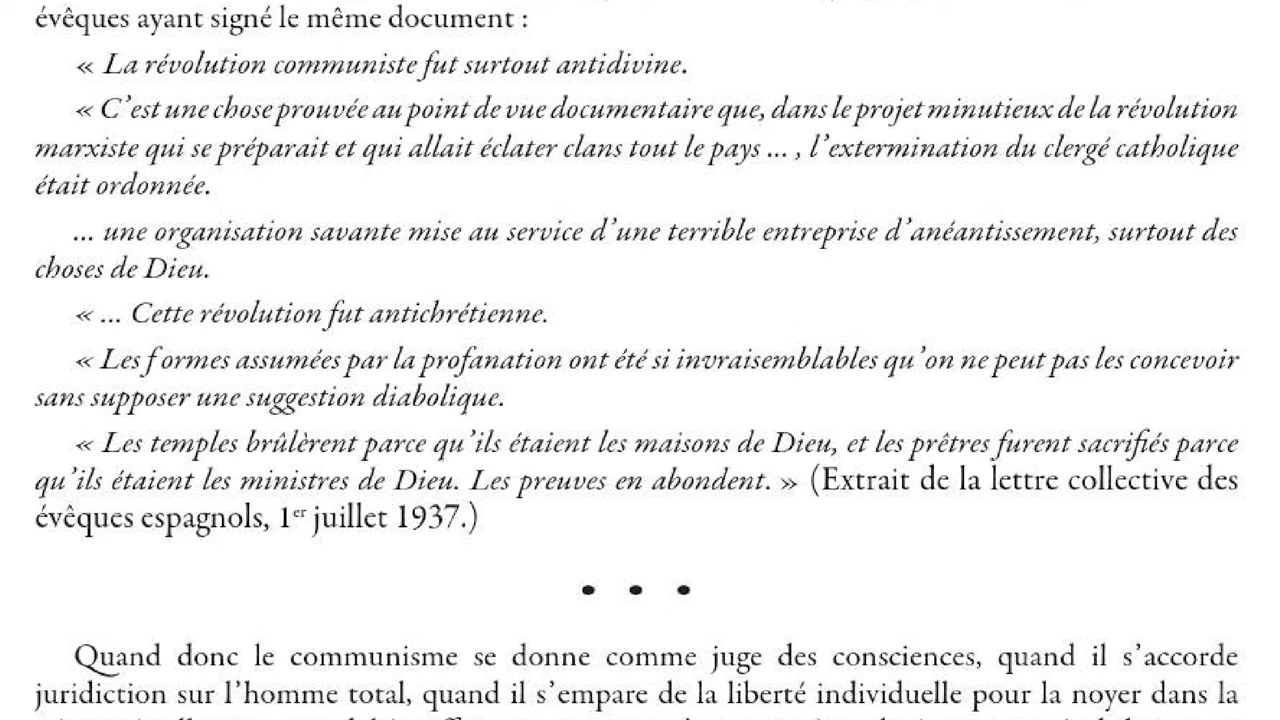 évêques ayant signé le même document :
« La révolution communiste fut surtout antidivine.
« C’est une chose prouvée au point de vue documentaire que, dans le projet minutieux de la révolution
marxiste qui se préparait et qui allait éclater clans tout le pays ... , l’extermination du clergé catholique
était ordonnée.
... une organisation savante mise au service d’une terrible entreprise d’anéantissement, surtout des
choses de Dieu.
« ... Cette révolution fut antichrétienne.
« Les f ormes assumées par la profanation ont été si invraisemblables qu’on ne peut pas les concevoir
sans supposer une suggestion diabolique.
« Les temples brûlèrent parce qu’ils étaient les maisons de Dieu, et les prêtres furent sacrifiés parce
qu’ils étaient les ministres de Dieu. Les preuves en abondent. » (Extrait de la lettre collective des
évêques espagnols, 1er juillet 1937.)
• • •
Quand donc le communisme se donne comme juge des consciences, quand il s’accorde
juridiction sur l’homme total, quand il s’empare de la liberté individuelle pour la noyer dans la